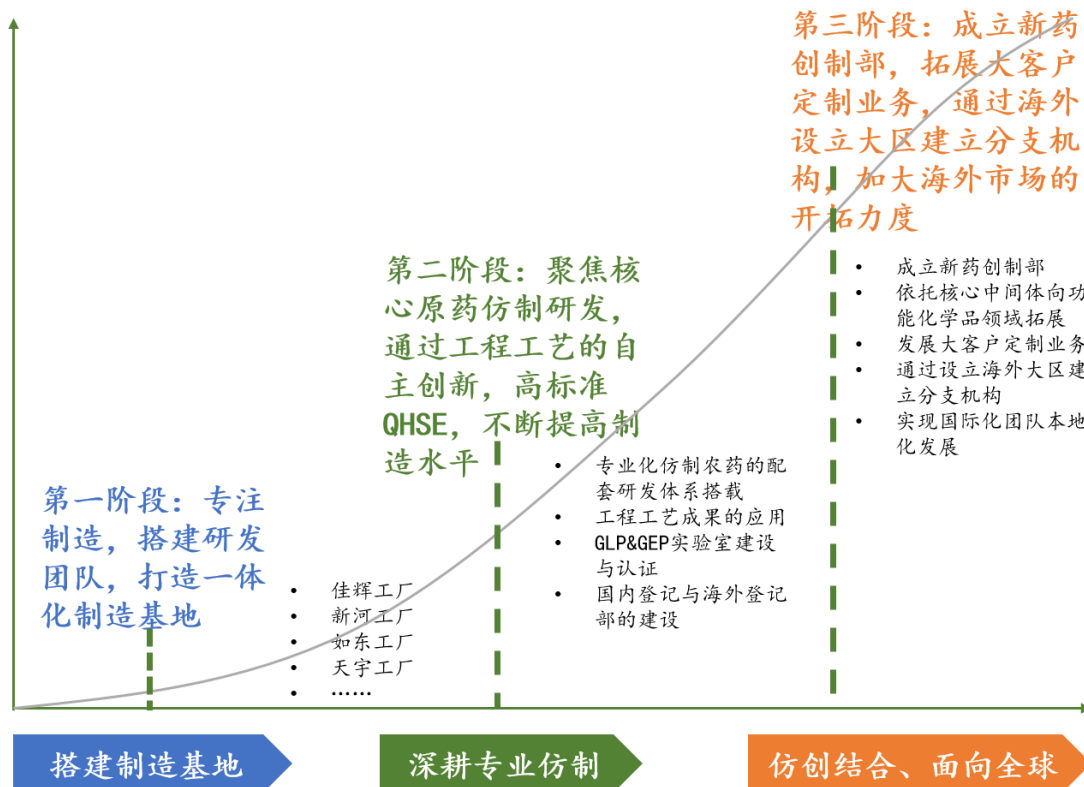 第一阶段：专注
制造，搭建研发
团队，打造一体
化制造基地
• 佳辉工厂
• 新河工厂
• 如东工厂
• 天宇工厂
• ……
第二阶段：聚焦核
心原药仿制研发，
通过工程工艺的自
主创新，高标准
QHSE，不断提高制
造水平
• 专业化仿制农药的配
套研发体系搭载
• 工程工艺成果的应用
• GLP&GEP实验室建设
与认证
• 国内登记与海外登记
部的建设
第三阶段：成立新药
创制部，拓展大客户
定制业务，通过海外
设立大区建立分支机
构，加大海外市场的
开拓力度
• 成立新药创制部
• 依托核心中间体向功
能化学品领域拓展
• 发展大客户定制业务
• 通过设立海外大区建
立分支机构
• 实现国际化团队本地
化发展
搭建制造基地
深耕专业仿制
仿创结合、面向全球